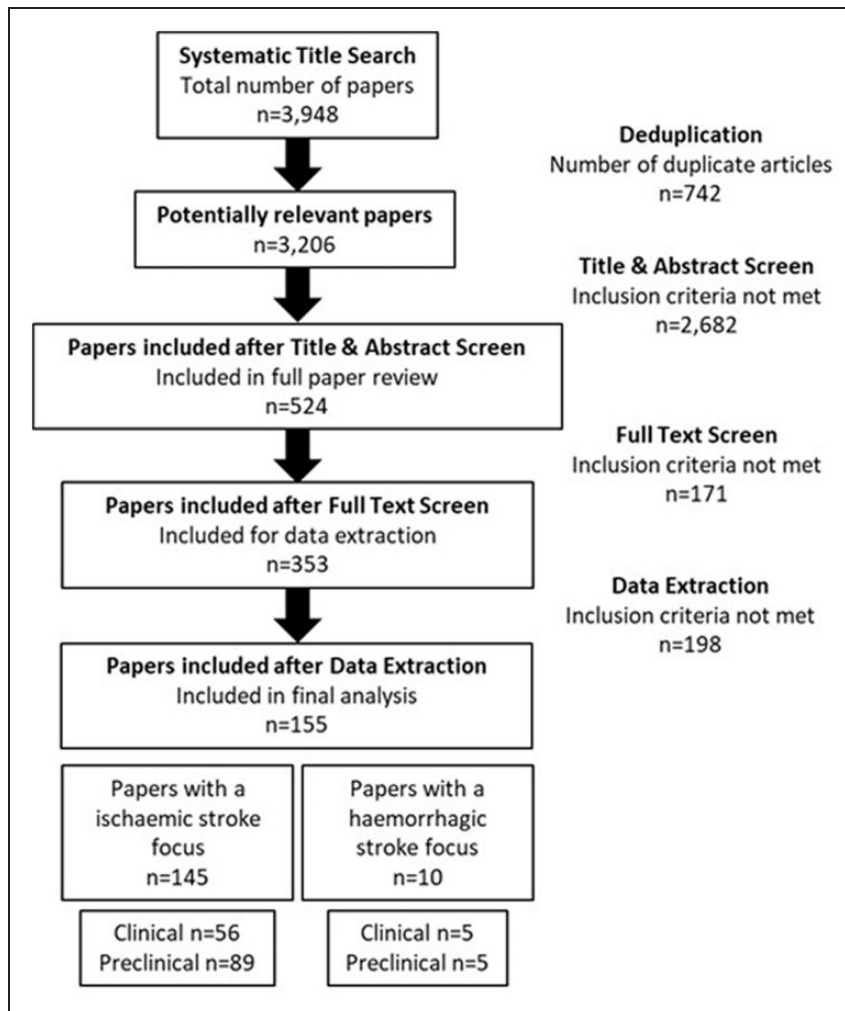 Systematic Title Search
Total number of papers
n=3,948
Deduplication
Number of duplicate articles
n=742
Potentially relevant papers
n=3,206
Title & Abstract Screen
Inclusion criteria not met
n=2,682
Papers included after Title & Abstract Screen
Included in full paper review
n=524
Full Text Screen
Inclusion criteria not met
n=171
Papers included after Full Text Screen
Included for data extraction
n=353
Data Extraction
Inclusion criteria not met
n=198
Papers included after Data Extraction
Included in final analysis
n=155
Papers with a
ischaemic stroke
focus
n=145
Papers with a
haemorrhagic
stroke focus
n=10
Clinical n=56
Preclinical n=89
Clinical n=5
Preclinical n=5